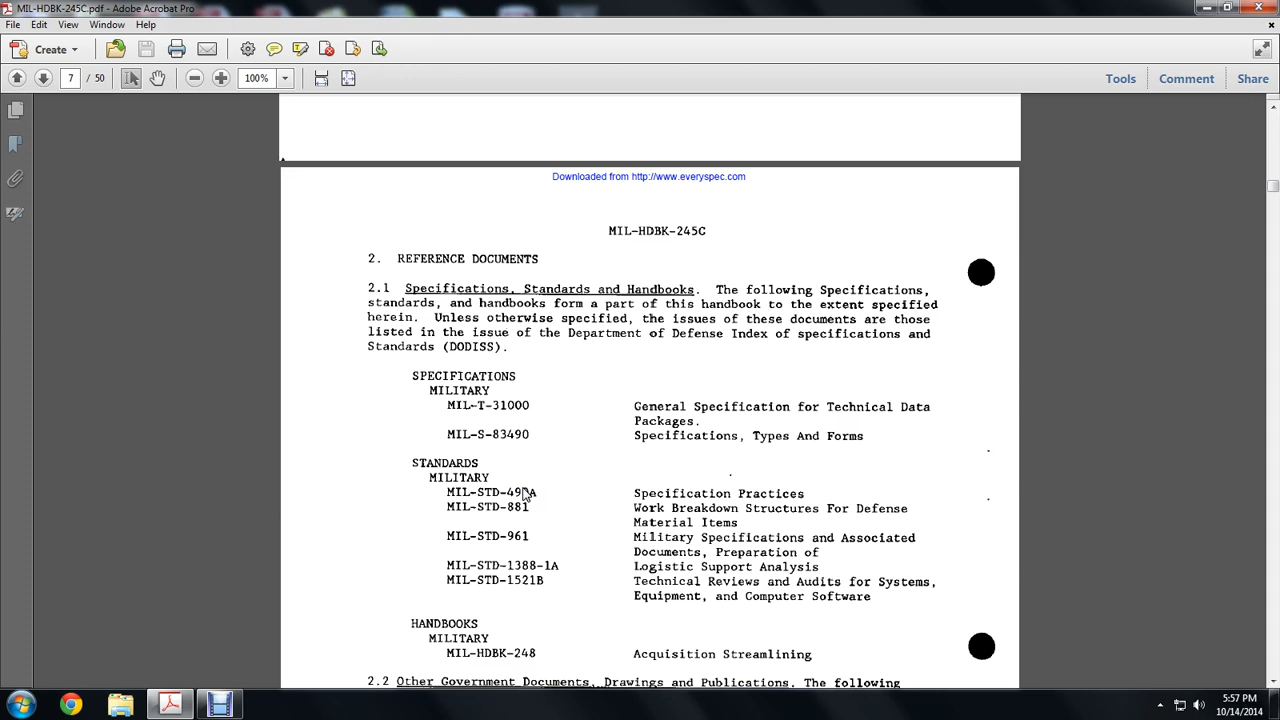 MIL-HDBK-245C.pdf - Adobe Acrobat Pro
File Edit View Window Help
Create
7 / 50 100% Tools Comment Share
Downloaded from http://www.everyspec.com
MIL-HDBK-245C
2. REFERENCE DOCUMENTS
2.1 Specifications, Standards and Handbooks. The following Specifications,
standards, and handbooks form a part of this handbook to the extent specified
herein. Unless otherwise specified, the issues of these documents are those
listed in the issue of the Department of Defense Index of specifications and
Standards (DODISS).
SPECIFICATIONS
MILITARY
MIL-T-31000 General Specification for Technical Data
Packages.
MIL-S-83490 Specifications, Types And Forms
STANDARDS
MILITARY
MIL-STD-490A Specification Practices
MIL-STD-881 Work Breakdown Structures For Defense
Material Items
MIL-STD-961 Military Specifications and Associated
Documents, Preparation of
MIL-STD-1388-1A Logistic Support Analysis
MIL-STD-1521B Technical Reviews and Audits for Systems,
Equipment, and Computer Software
HANDBOOKS
MILITARY
MIL-HDBK-248 Acquisition Streamlining
2.2 Other Government Documents, Drawings and Publications. The following
5:57 PM
10/14/2014